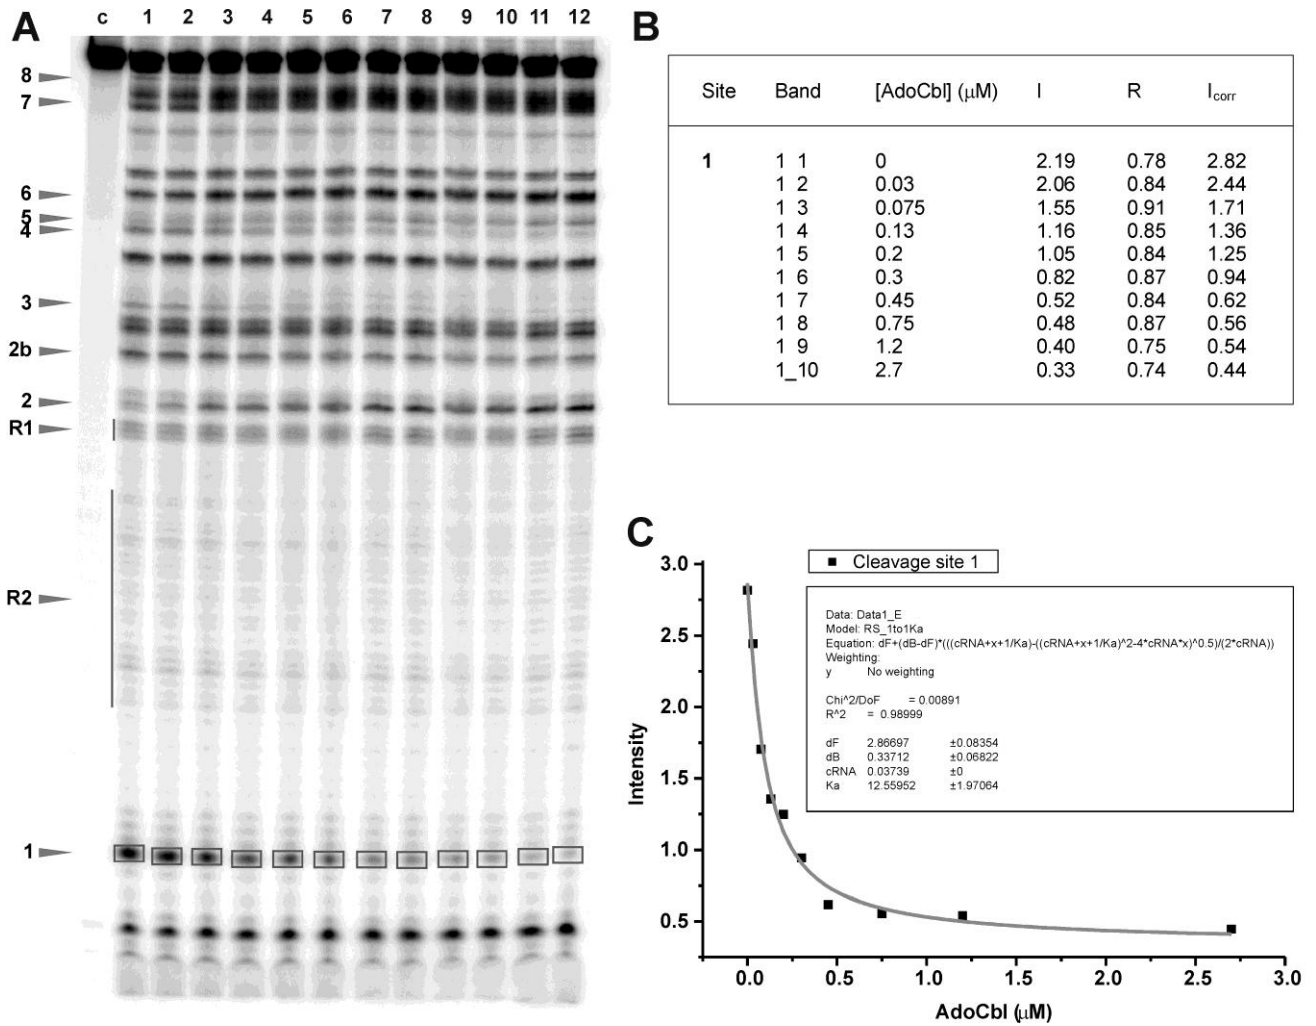 A
c 1 2 3 4 5 6 7 8 9 10 11 12
8
7
6
5
4
3
2b
2
R1
R2
1
B
Site Band [AdoCbl] (μM) I R Icorr
1 1 1 0 2.19 0.78 2.82
1 2 0.03 2.06 0.84 2.44
1 3 0.075 1.55 0.91 1.71
1 4 0.13 1.16 0.85 1.36
1 5 0.2 1.05 0.84 1.25
1 6 0.3 0.82 0.87 0.94
1 7 0.45 0.52 0.84 0.62
1 8 0.75 0.48 0.87 0.56
1 9 1.2 0.40 0.75 0.54
1_10 2.7 0.33 0.74 0.44
C
Cleavage site 1
Data: Data1_E
Model: RS_1to1Ka
Equation: dF+(dB-dF)*(((cRNA+x+1/Ka)-((cRNA+x+1/Ka)^2-4*cRNA*x)^0.5)/(2*cRNA))
Weighting:
y No weighting
Chi^2/DoF = 0.00891
R^2 = 0.98999
dF 2.86697 ±0.08354
dB 0.33712 ±0.06822
cRNA 0.03739 ±0
Ka 12.55952 ±1.97064
Intensity
3.0
2.5
2.0
1.5
1.0
0.5
0.0 0.5 1.0 1.5 2.0 2.5 3.0
AdoCbl (μM)